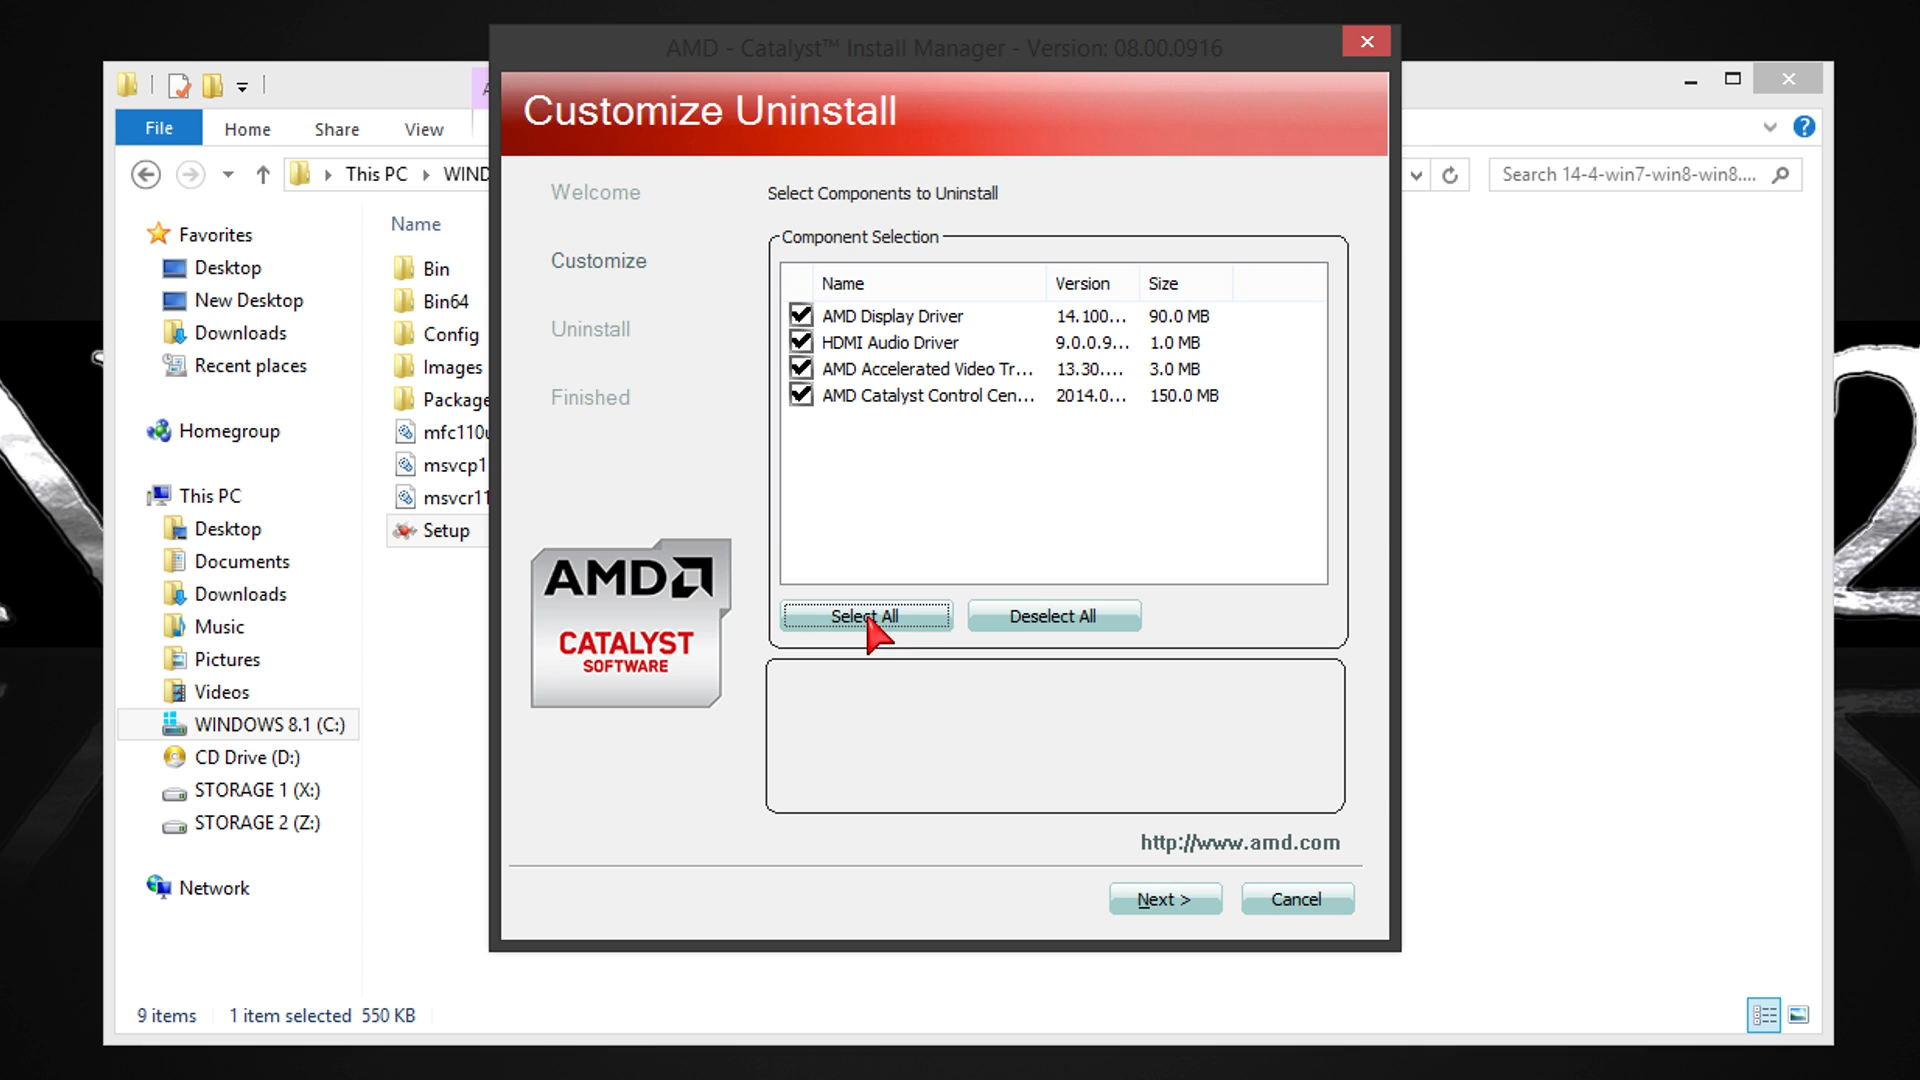 AMD - Catalyst™ Install Manager - Version: 08.00.0916
Customize Uninstall
File
Home
Share
View
This PC
WIND
Search 14-4-win7-win8-win8....
Favorites
Desktop
New Desktop
Downloads
Recent places
Homegroup
This PC
Desktop
Documents
Downloads
Music
Pictures
Videos
WINDOWS 8.1 (C:)
CD Drive (D:)
STORAGE 1 (X:)
STORAGE 2 (Z:)
Network
Name
Bin
Bin64
Config
Images
Package
mfc110u
msvcp1
msvcr11
Setup
Welcome
Customize
Uninstall
Finished
AMD
CATALYST
SOFTWARE
Select Components to Uninstall
Component Selection
Name Version Size
AMD Display Driver 14.100... 90.0 MB
HDMI Audio Driver 9.0.0.9... 1.0 MB
AMD Accelerated Video Tr... 13.30.... 3.0 MB
AMD Catalyst Control Cen... 2014.0... 150.0 MB
Select All
Deselect All
http://www.amd.com
Next >
Cancel
9 items
1 item selected 550 KB
2